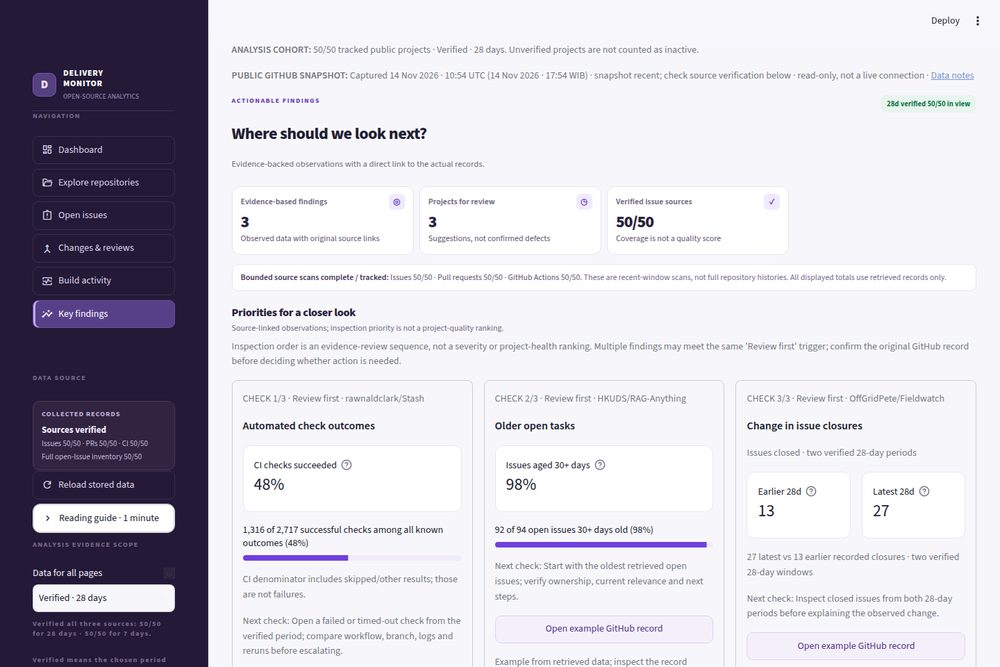 Deploy
D
DELIVERY
MONITOR
OPEN-SOURCE ANALYTICS
NAVIGATION
Dashboard
Explore repositories
Open issues
Changes & reviews
Build activity
Key findings
DATA SOURCE
COLLECTED RECORDS
Sources verified
Issues 50/50 · PRs 50/50 · CI 50/50
Full open-Issue inventory 50/50
Reload stored data
Reading guide · 1 minute
ANALYSIS EVIDENCE SCOPE
Data for all pages
Verified · 28 days
Verified all three sources: 50/50
for 28 days · 50/50 for 7 days.
Verified means the chosen period
ANALYSIS COHORT: 50/50 tracked public projects · Verified · 28 days. Unverified projects are not counted as inactive.
PUBLIC GITHUB SNAPSHOT: Captured 14 Nov 2026 · 10:54 UTC (14 Nov 2026 · 17:54 WIB) · snapshot recent; check source verification below · read-only, not a live connection · Data notes
ACTIONABLE FINDINGS
28d verified 50/50 in view
Where should we look next?
Evidence-backed observations with a direct link to the actual records.
Evidence-based findings
3
Observed data with original source links
Projects for review
3
Suggestions, not confirmed defects
Verified issue sources
✓
50/50
Coverage is not a quality score
Bounded source scans complete / tracked: Issues 50/50 · Pull requests 50/50 · GitHub Actions 50/50. These are recent-window scans, not full repository histories. All displayed totals use retrieved records only.
Priorities for a closer look
Source-linked observations; inspection priority is not a project-quality ranking.
Inspection order is an evidence-review sequence, not a severity or project-health ranking. Multiple findings may meet the same 'Review first' trigger; confirm the original GitHub record
before deciding whether action is needed.
CHECK 1/3 · Review first · rawnaldclark/Stash
Automated check outcomes
CI checks succeeded
48%
1,316 of 2,717 successful checks among all known
outcomes (48%)
CI denominator includes skipped/other results; those
are not failures.
Next check: Open a failed or timed-out check from the
verified period; compare workflow, branch, logs and
reruns before escalating.
CHECK 2/3 · Review first · HKUDS/RAG-Anything
Older open tasks
Issues aged 30+ days
98%
92 of 94 open issues 30+ days old (98%)
Next check: Start with the oldest retrieved open
issues; verify ownership, current relevance and next
steps.
Open example GitHub record
Example from retrieved data; inspect the record
CHECK 3/3 · Review first · OffGridPete/Fieldwatch
Change in issue closures
Issues closed · two verified 28-day periods
Earlier 28d
13
Latest 28d
27
27 latest vs 13 earlier recorded closures · two verified
28-day windows
Next check: Inspect closed issues from both 28-day
periods before explaining the observed change.
Open example GitHub record